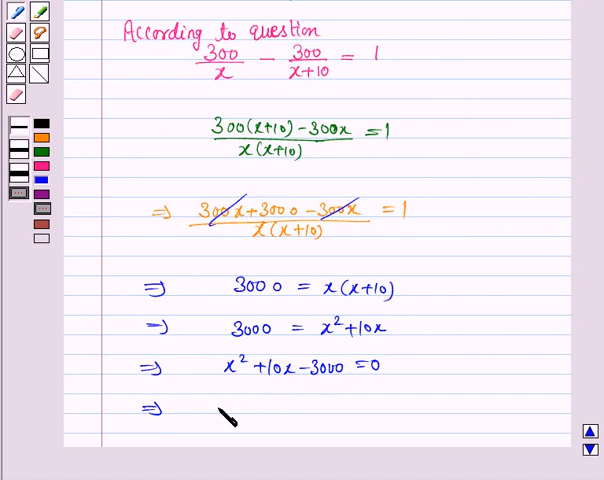 According to question
300/x − 300/x+10 = 1
300(x+10) − 300x / x(x+10) = 1
⇒ 300x + 3000 − 300x / x(x+10) = 1
⇒ 3000 = x(x+10)
⇒ 3000 = x² + 10x
⇒ x² + 10x − 3000 = 0
⇒